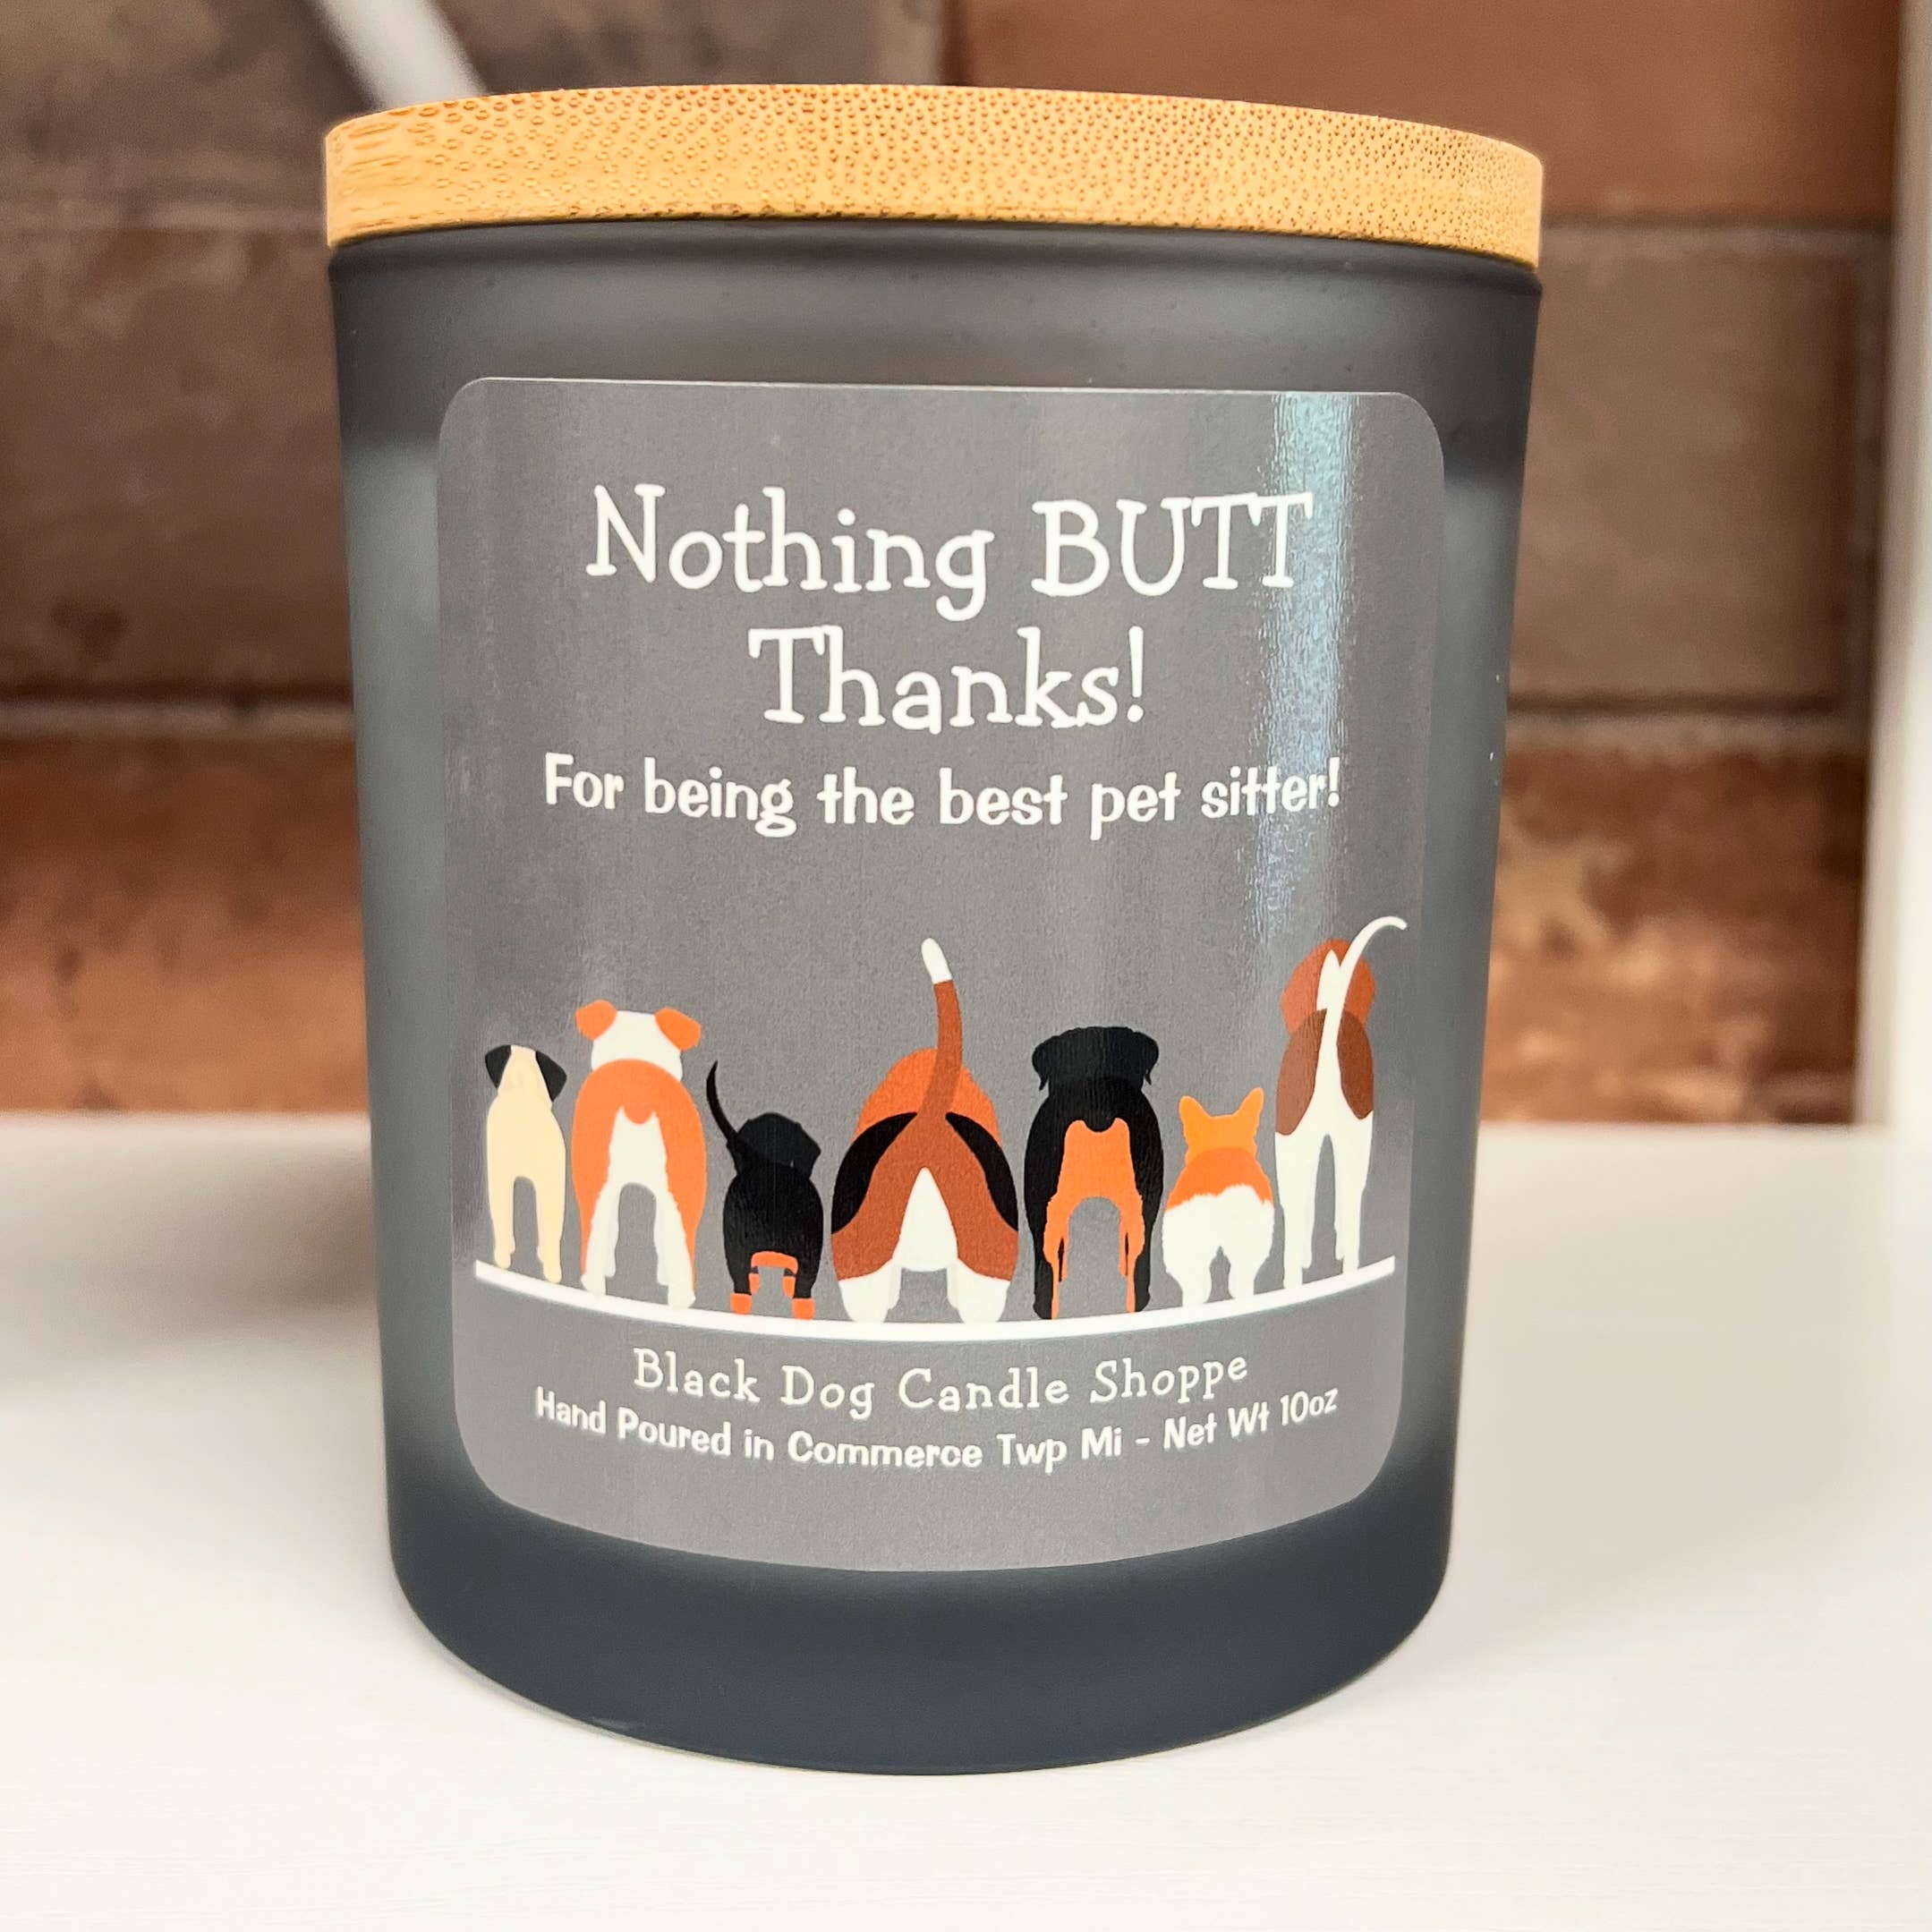 Nothing BUTT
Thanks!
For being the best pet sitter!
Black Dog Candle Shoppe
Hand Poured in Commerce Twp Mi - Net Wt 10oz